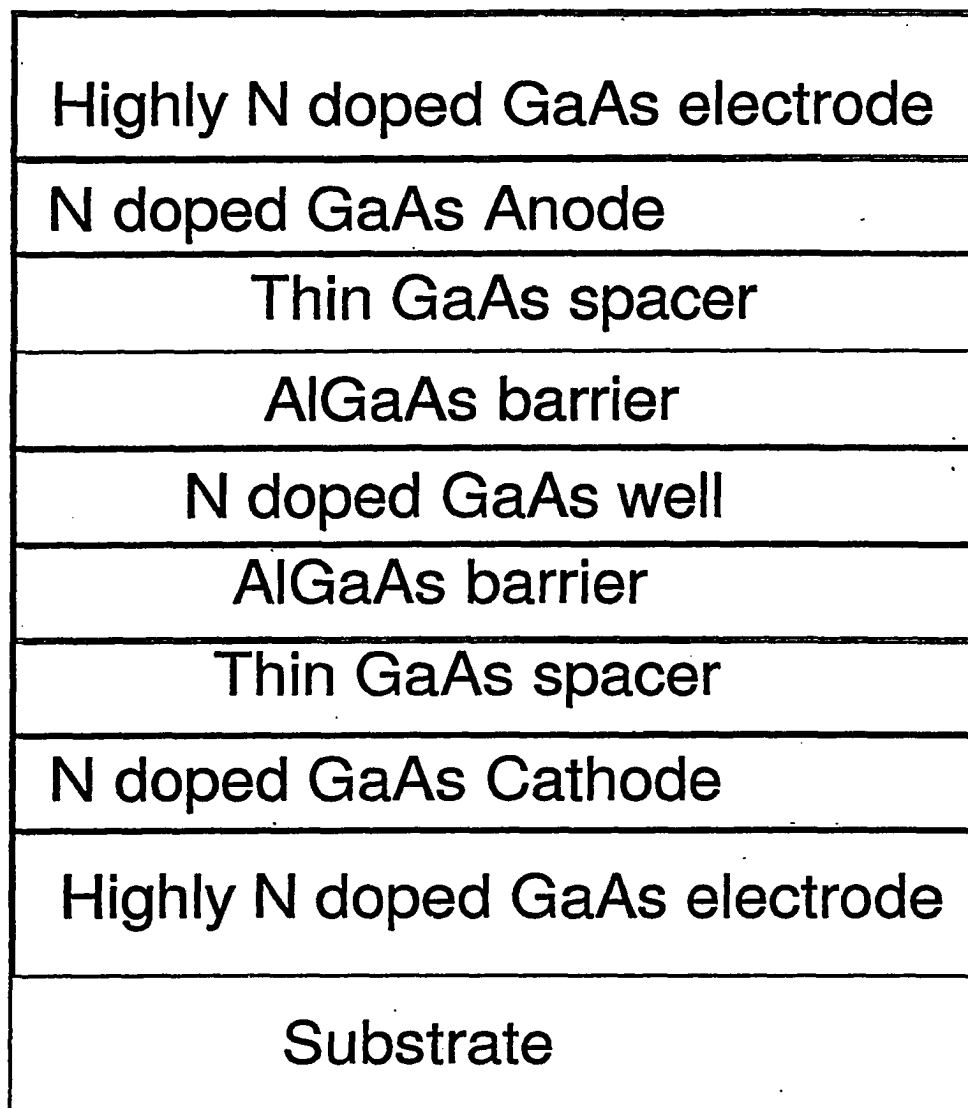 Highly N doped GaAs electrode
N doped GaAs Anode
Thin GaAs spacer
AlGaAs barrier
N doped GaAs well
AlGaAs barrier
Thin GaAs spacer
N doped GaAs Cathode
Highly N doped GaAs electrode
Substrate